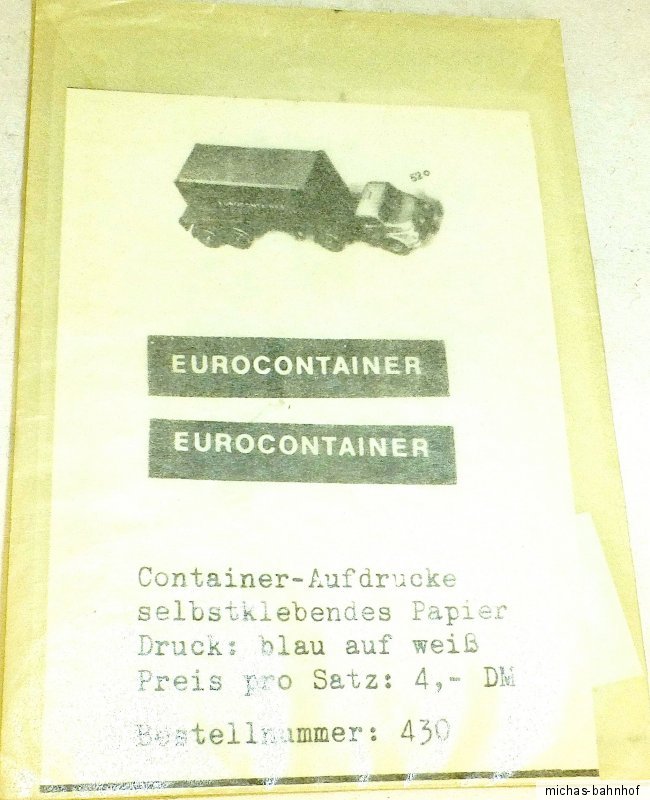 520
EUROCONTAINER
EUROCONTAINER
Container-Aufdrucke
selbstklebendes Papier
Druck: blau auf weiß
Preis pro Satz: 4,- DM
Bestellnummer: 430
michas-bahnhof